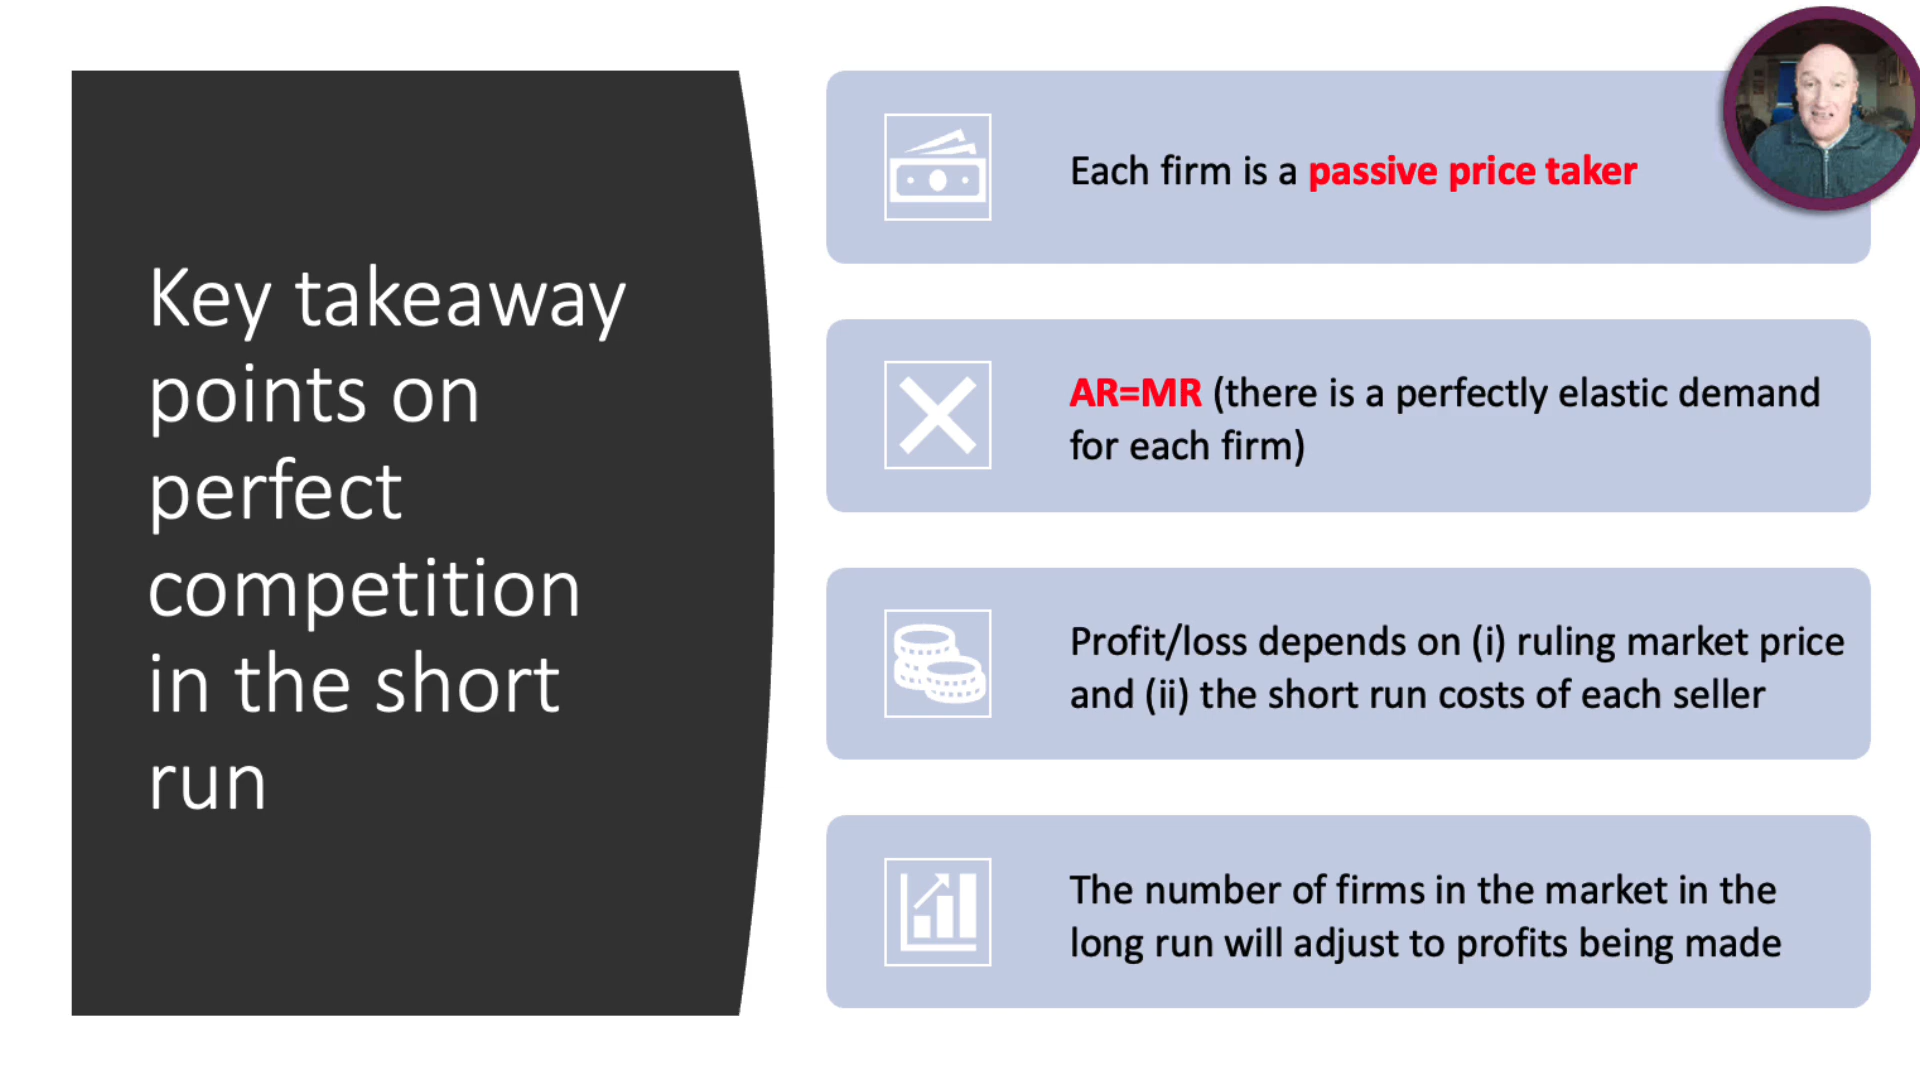 Key takeaway
points on
perfect
competition
in the short
run
Each firm is a passive price taker
AR=MR (there is a perfectly elastic demand
for each firm)
Profit/loss depends on (i) ruling market price
and (ii) the short run costs of each seller
The number of firms in the market in the
long run will adjust to profits being made